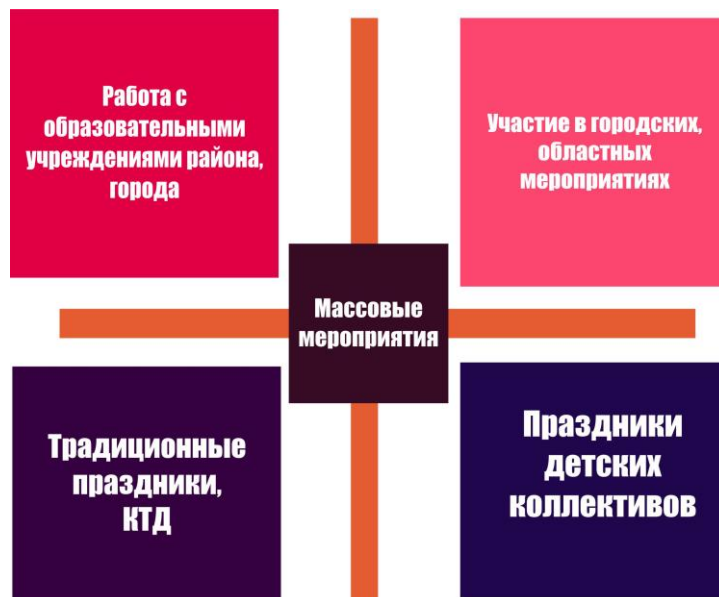 Работа с
образовательными
учреждениями района,
города
Участие в городских,
областных
мероприятиях
Массовые
мероприятия
Традиционные
праздники,
КТД
Праздники
детских
коллективов